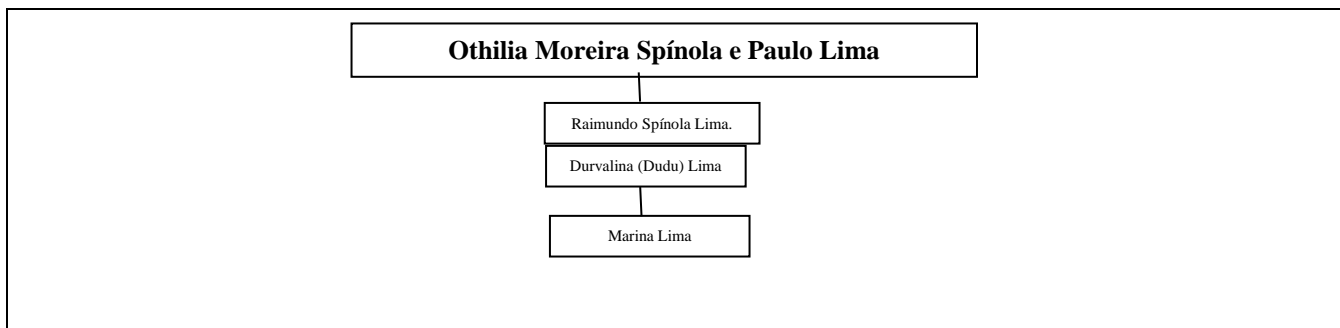 Othilia Moreira Spínola e Paulo Lima
Raimundo Spínola Lima.
Durvalina (Dudu) Lima
Marina Lima